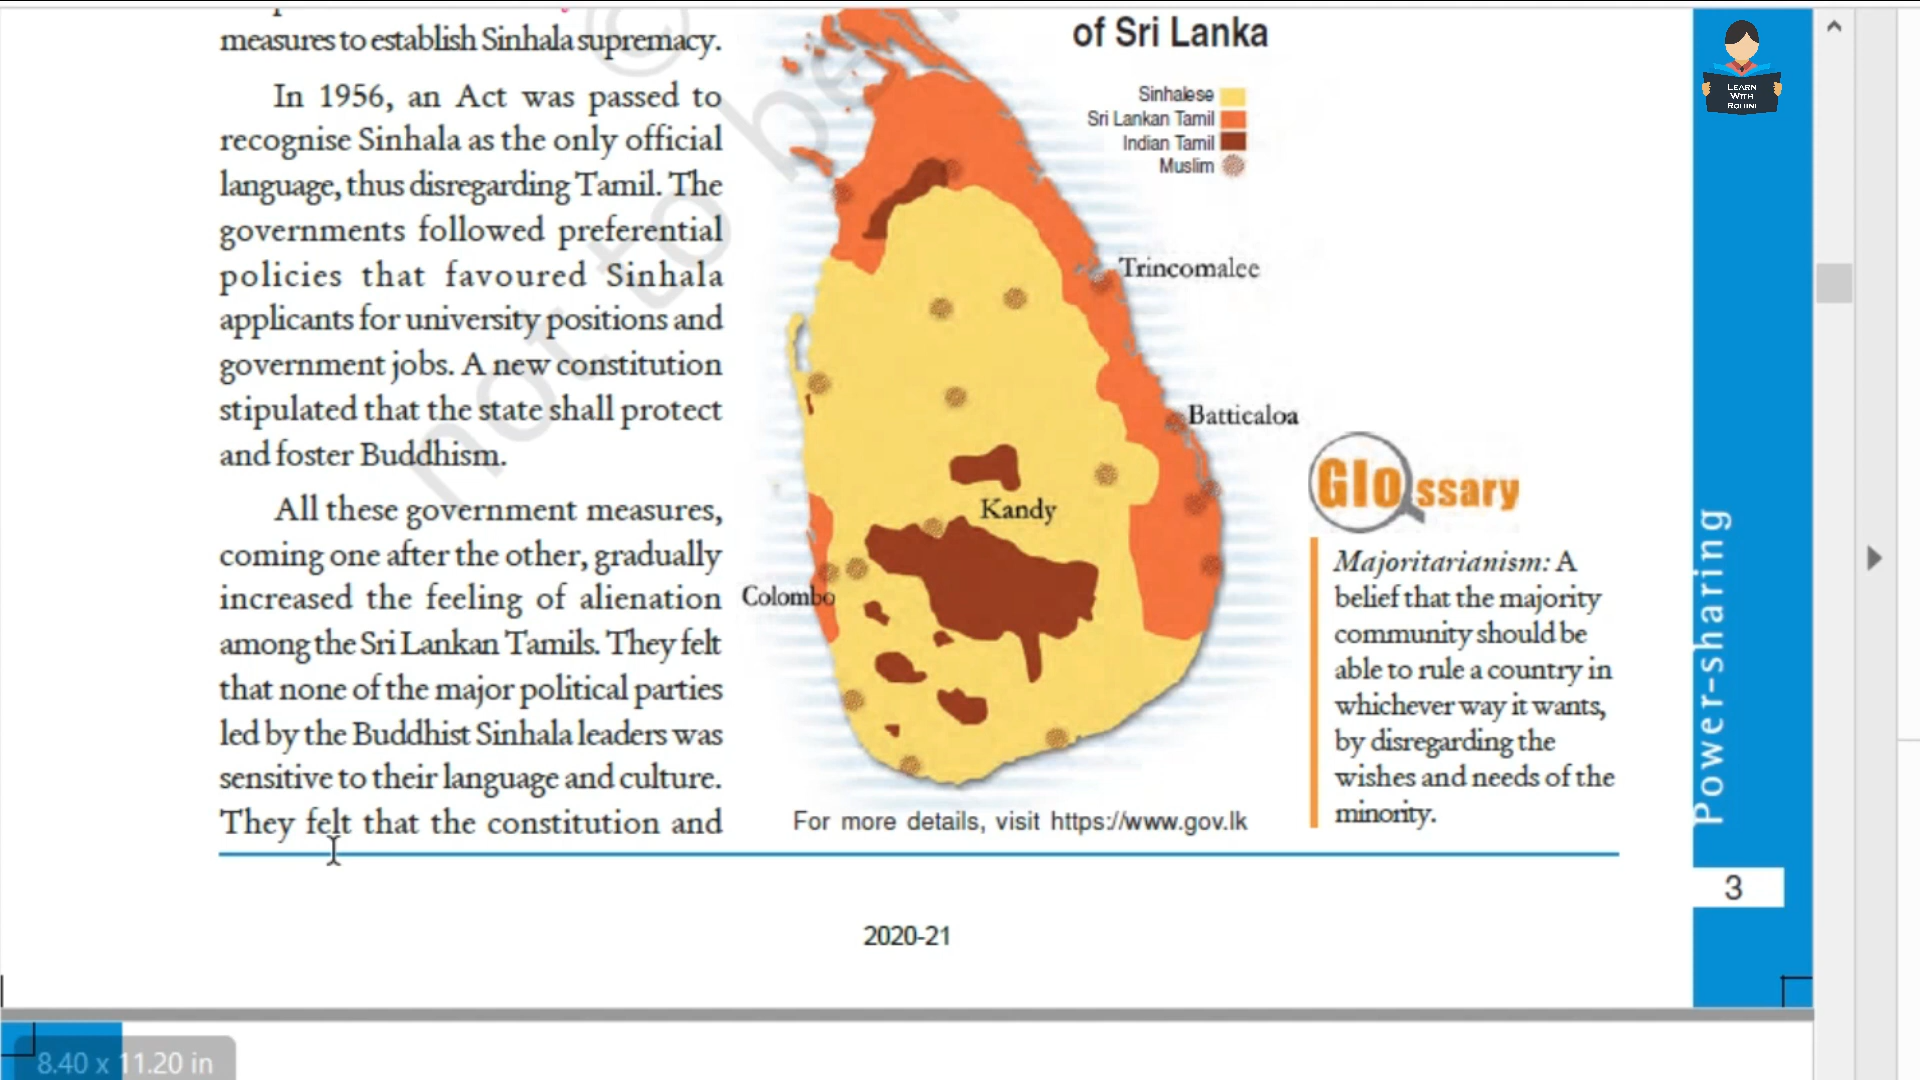 measures to establish Sinhala supremacy.
In 1956, an Act was passed to
recognise Sinhala as the only official
language, thus disregarding Tamil. The
governments followed preferential
policies that favoured Sinhala
applicants for university positions and
government jobs. A new constitution
stipulated that the state shall protect
and foster Buddhism.
All these government measures,
coming one after the other, gradually
increased the feeling of alienation
among the Sri Lankan Tamils. They felt
that none of the major political parties
led by the Buddhist Sinhala leaders was
sensitive to their language and culture.
They felt that the constitution and
of Sri Lanka
Sinhalese
Sri Lankan Tamil
Indian Tamil
Muslim
Trincomalee
Batticaloa
Kandy
Colombo
For more details, visit https://www.gov.lk
Glossary
Majoritarianism: A
belief that the majority
community should be
able to rule a country in
whichever way it wants,
by disregarding the
wishes and needs of the
minority.
LEARN
WITH
ROHINI
Power-sharing
3
2020-21
8.40 x 11.20 in
© not to be